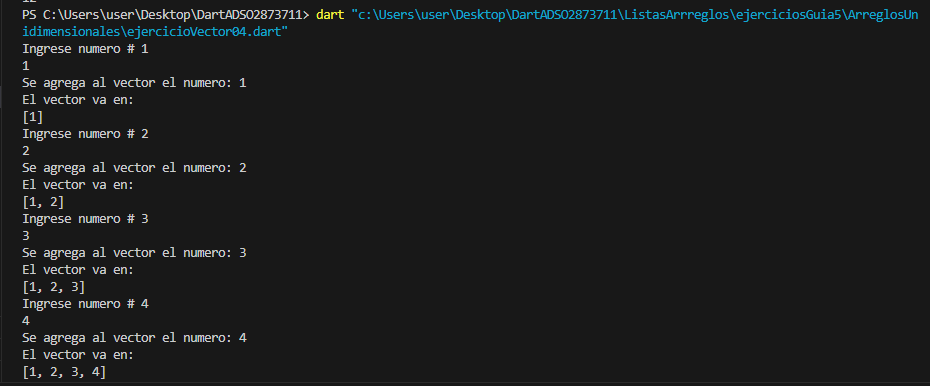 PS C:\Users\user\Desktop\DartADSO2873711> dart "c:\Users\user\Desktop\DartADSO2873711\ListasArrreglos\ejerciciosGuia5\ArreglosUn
idimensionales\ejercicioVector04.dart"
Ingrese numero # 1
1
Se agrega al vector el numero: 1
El vector va en:
[1]
Ingrese numero # 2
2
Se agrega al vector el numero: 2
El vector va en:
[1, 2]
Ingrese numero # 3
3
Se agrega al vector el numero: 3
El vector va en:
[1, 2, 3]
Ingrese numero # 4
4
Se agrega al vector el numero: 4
El vector va en:
[1, 2, 3, 4]